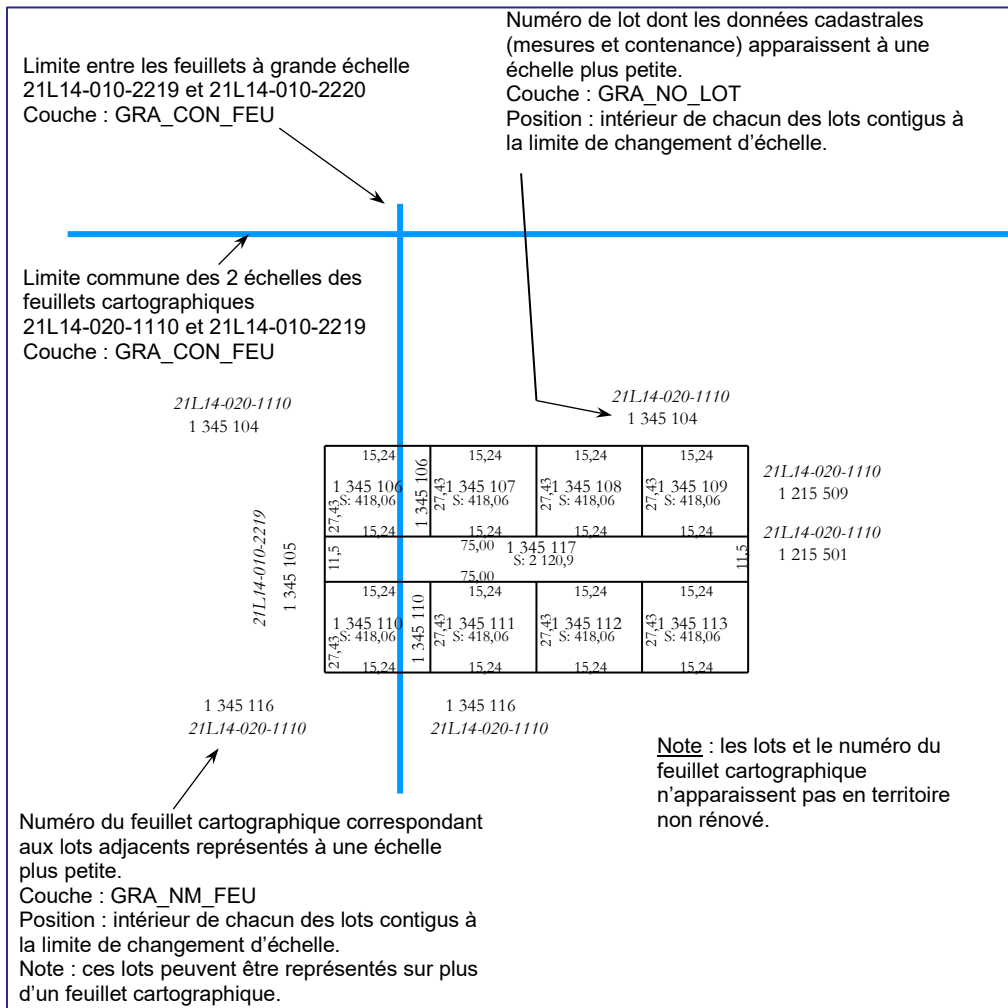 Limite entre les feuillets à grande échelle
21L14-010-2219 et 21L14-010-2220
Couche : GRA_CON_FEU
Numéro de lot dont les données cadastrales
(mesures et contenance) apparaissent à une
échelle plus petite.
Couche : GRA_NO_LOT
Position : intérieur de chacun des lots contigus à
la limite de changement d’échelle.
Limite commune des 2 échelles des
feuillets cartographiques
21L14-020-1110 et 21L14-010-2219
Couche : GRA_CON_FEU
21L14-020-1110
1 345 104
21L14-020-1110
1 345 104
15,24
15,24
15,24
15,24
1 345 106
S: 418,06
27,43
15,24
1 345 106
1 345 107
S: 418,06
27,43
15,24
1 345 108
S: 418,06
27,43
15,24
1 345 109
S: 418,06
27,43
15,24
21L14-020-1110
1 215 509
21L14-020-1110
1 215 501
21L14-010-2219
1 345 105
11,5
75,00
1 345 117
S: 2 120,9
75,00
11,5
15,24
15,24
15,24
15,24
1 345 110
S: 418,06
27,43
15,24
1 345 110
1 345 111
S: 418,06
27,43
15,24
1 345 112
S: 418,06
27,43
15,24
1 345 113
S: 418,06
27,43
15,24
1 345 116
21L14-020-1110
1 345 116
21L14-020-1110
Note : les lots et le numéro du
feuillet cartographique
n’apparaissent pas en territoire
non rénové.
Numéro du feuillet cartographique correspondant
aux lots adjacents représentés à une échelle
plus petite.
Couche : GRA_NM_FEU
Position : intérieur de chacun des lots contigus à
la limite de changement d’échelle.
Note : ces lots peuvent être représentés sur plus
d’un feuillet cartographique.